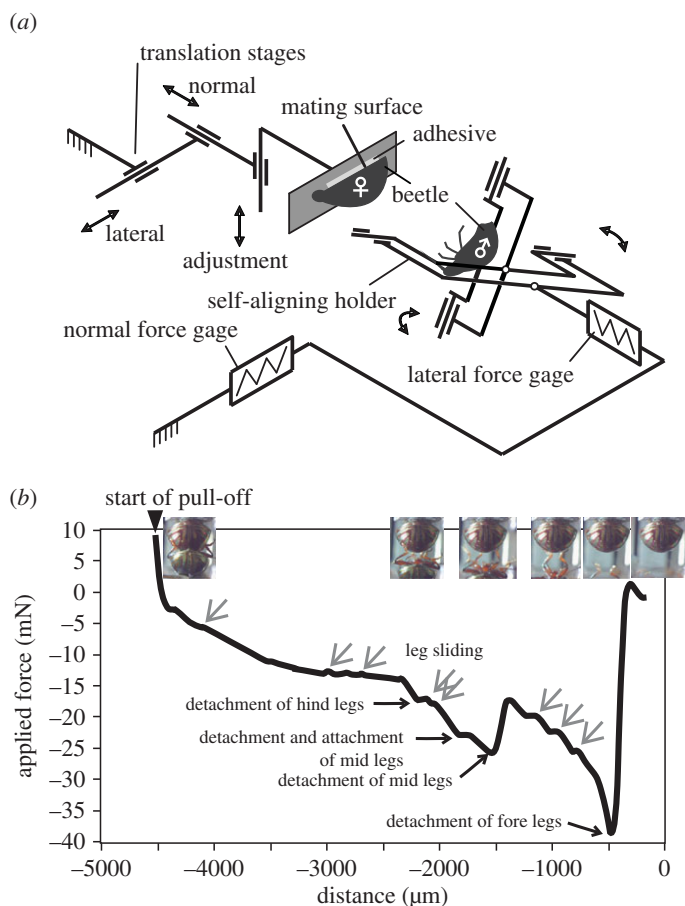 (a)
translation stages
normal
mating surface
adhesive
♀
beetle
lateral
♂
adjustment
self-aligning holder
normal force gage
lateral force gage
(b)
start of pull-off
10
5
0
−5
−10
−15
−20
−25
−30
−35
−40
applied force (mN)
leg sliding
detachment of hind legs
detachment and attachment
of mid legs
detachment of mid legs
detachment of fore legs
−5000 −4000 −3000 −2000 −1000 0
distance (µm)